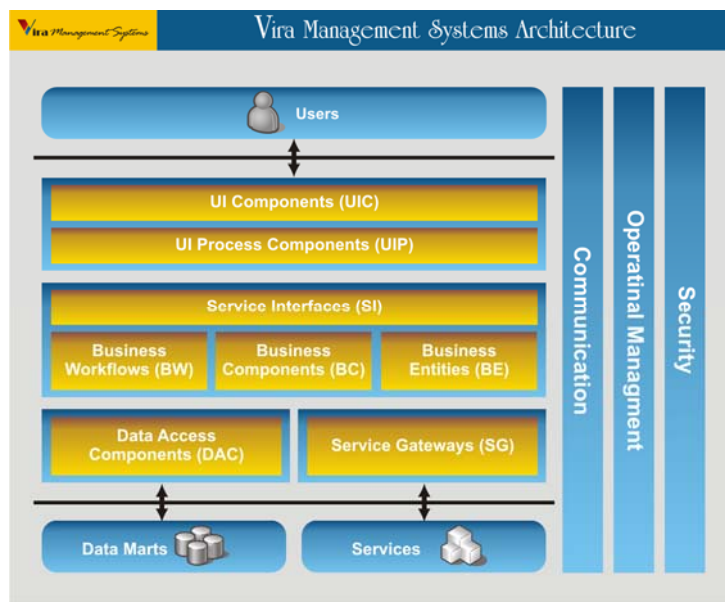 Vira Management Systems
Vira Management Systems Architecture
Users
UI Components (UIC)
UI Process Components (UIP)
Service Interfaces (SI)
Business
Workflows (BW)
Business
Components (BC)
Business
Entities (BE)
Data Access
Components (DAC)
Service Gateways (SG)
Data Marts
Services
Communication
Operatinal Managment
Security